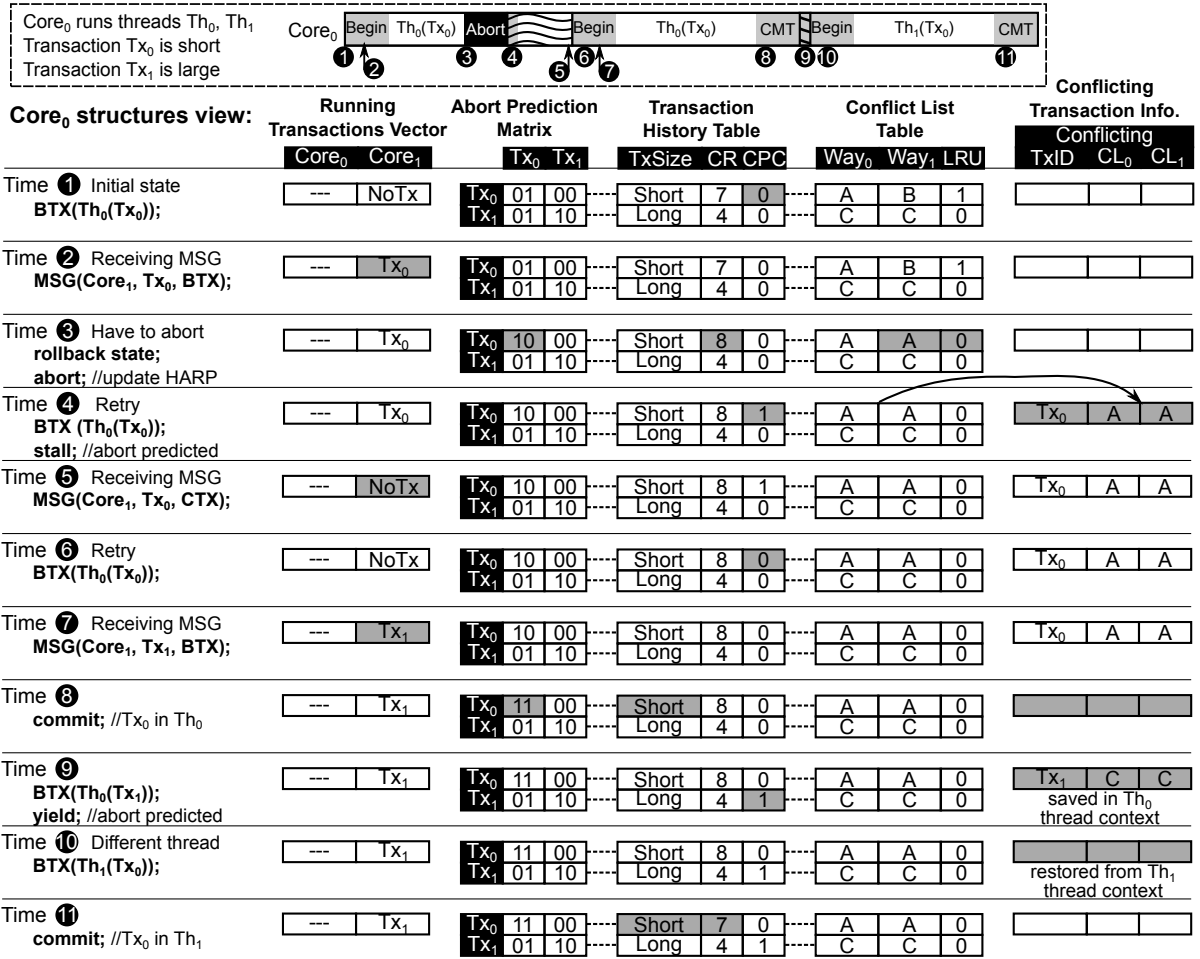 Core0 runs threads Th0, Th1
Transaction Tx0 is short
Transaction Tx1 is large
Core0 Begin Th0(Tx0) Abort Begin Th0(Tx0) CMT Begin Th1(Tx0) CMT
1 2 3 4 5 6 7 8 9 10 11
Core0 structures view:
Running Transactions Vector
Abort Prediction Matrix
Transaction History Table
Conflict List Table
Conflicting Transaction Info.
Conflicting
Core0 Core1 Tx0 Tx1 TxSize CR CPC Way0 Way1 LRU TxID CL0 CL1
Time 1 Initial state
BTX(Th0(Tx0));
--- NoTx Tx0 01 00 Short 7 0 A B 1
Tx1 01 10 Long 4 0 C C 0
Time 2 Receiving MSG
MSG(Core1, Tx0, BTX);
--- Tx0 Tx0 01 00 Short 7 0 A B 1
Tx1 01 10 Long 4 0 C C 0
Time 3 Have to abort
rollback state;
abort; //update HARP
--- Tx0 Tx0 10 00 Short 8 0 A A 0
Tx1 01 10 Long 4 0 C C 0
Time 4 Retry
BTX (Th0(Tx0));
stall; //abort predicted
--- Tx0 Tx0 10 00 Short 8 1 A A 0 Tx0 A A
Tx1 01 10 Long 4 0 C C 0
Time 5 Receiving MSG
MSG(Core1, Tx0, CTX);
--- NoTx Tx0 10 00 Short 8 1 A A 0 Tx0 A A
Tx1 01 10 Long 4 0 C C 0
Time 6 Retry
BTX(Th0(Tx0));
--- NoTx Tx0 10 00 Short 8 0 A A 0 Tx0 A A
Tx1 01 10 Long 4 0 C C 0
Time 7 Receiving MSG
MSG(Core1, Tx1, BTX);
--- Tx1 Tx0 10 00 Short 8 0 A A 0 Tx0 A A
Tx1 01 10 Long 4 0 C C 0
Time 8
commit; //Tx0 in Th0
--- Tx1 Tx0 11 00 Short 8 0 A A 0
Tx1 01 10 Long 4 0 C C 0
Time 9
BTX(Th0(Tx1));
yield; //abort predicted
--- Tx1 Tx0 11 00 Short 8 0 A A 0 Tx1 C C
Tx1 01 10 Long 4 1 C C 0
saved in Th0
thread context
Time 10 Different thread
BTX(Th1(Tx0));
--- Tx1 Tx0 11 00 Short 8 0 A A 0
Tx1 01 10 Long 4 1 C C 0
restored from Th1
thread context
Time 11
commit; //Tx0 in Th1
--- Tx1 Tx0 11 00 Short 7 0 A A 0
Tx1 01 10 Long 4 1 C C 0